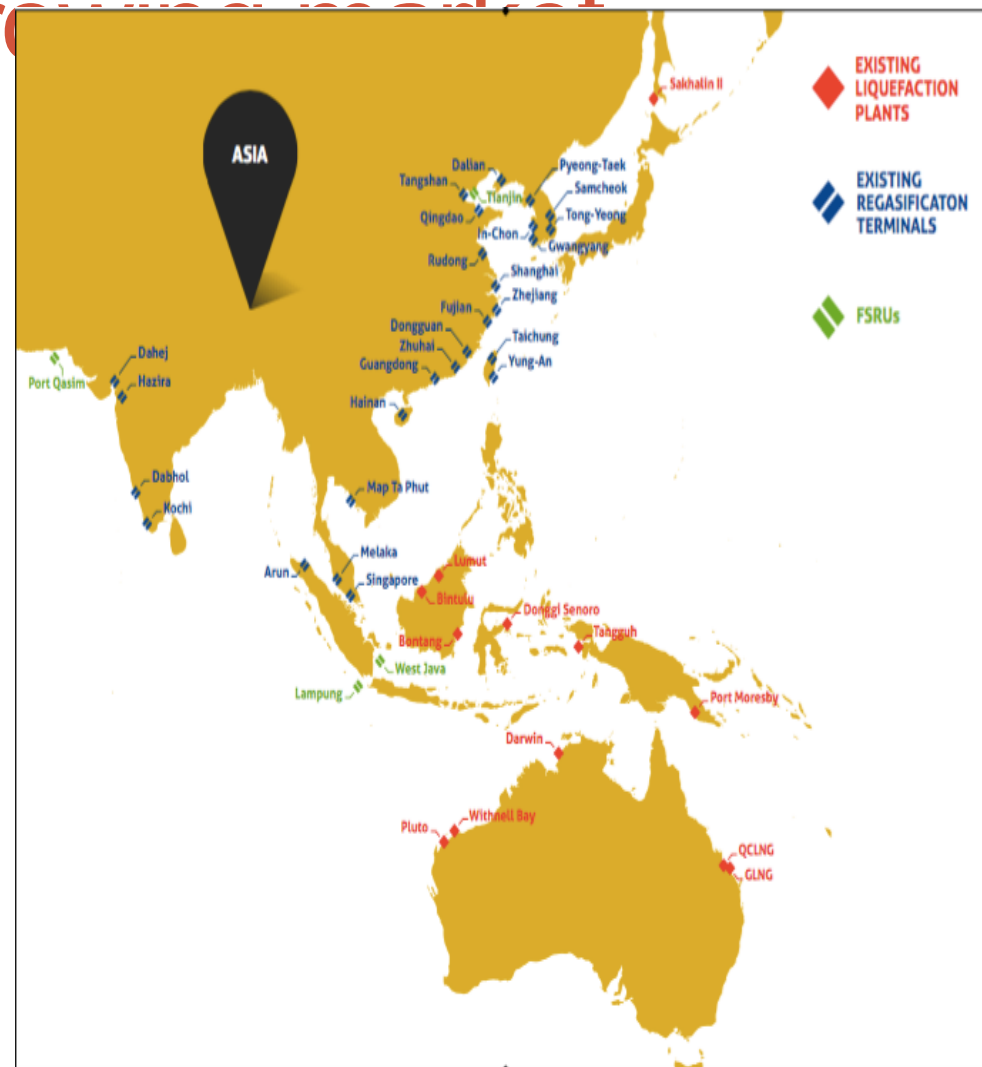 rowing market
ASIA
EXISTING
LIQUEFACTION
PLANTS
EXISTING
REGASIFICATON
TERMINALS
FSRUs
Sakhalin II
Dalian
Pyeong-Taek
Tangshan
Tianjin
Samcheok
Qingdao
Tong-Yeong
In-Chon
Gwangyang
Rudong
Shanghai
Zhejiang
Fujian
Dongguan
Taichung
Zhuhai
Yung-An
Guangdong
Hainan
Dahej
Port Qasim
Hazira
Dabhol
Kochi
Map Ta Phut
Melaka
Arun
Singapore
Lumut
Bintulu
Donggi Senoro
Bontang
Tangguh
West Java
Lampung
Port Moresby
Darwin
Withnell Bay
Pluto
QCLNG
GLNG